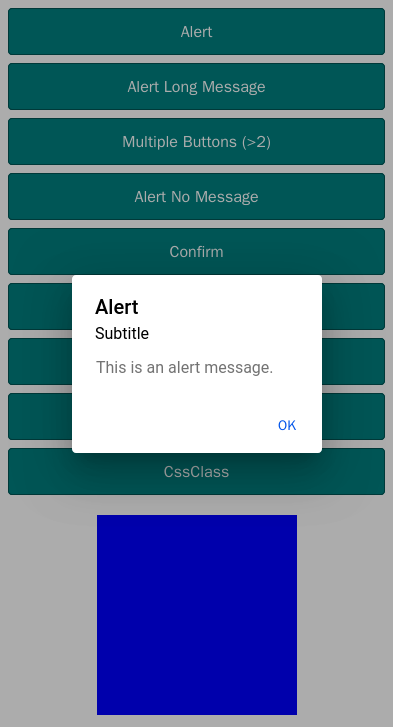 Alert
Alert Long Message
Multiple Buttons (>2)
Alert No Message
Confirm
Alert
Subtitle
This is an alert message.
OK
CssClass